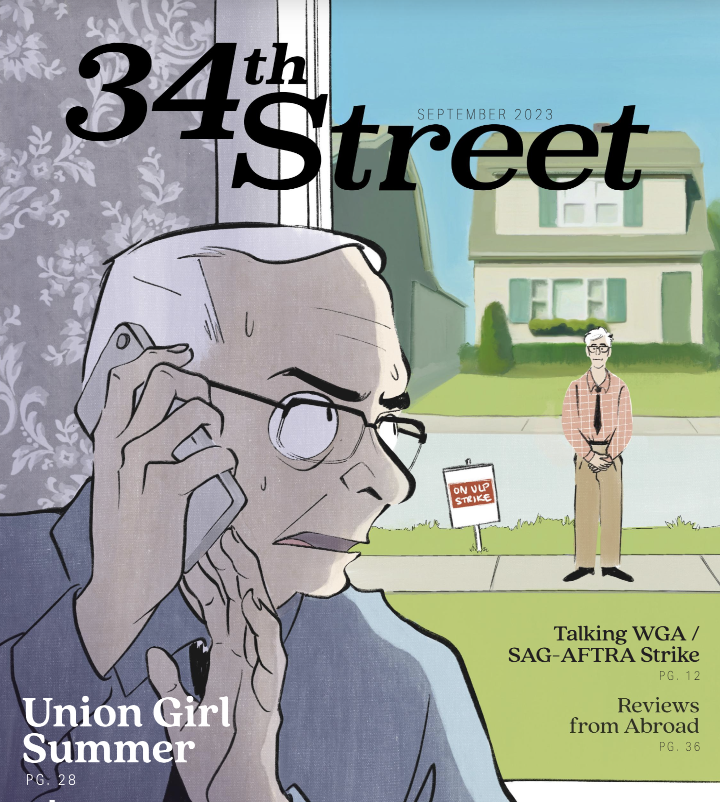 34th
Street
SEPTEMBER 2023
ON ULP
STRIKE
Talking WGA /
SAG-AFTRA Strike
PG. 12
Reviews
from Abroad
PG. 36
Union Girl
Summer
PG. 28